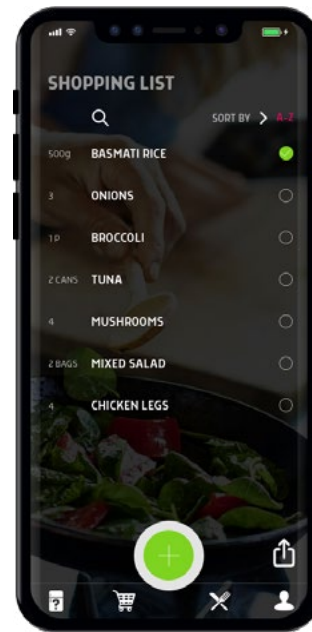 SHOPPING LIST
SORT BY > A-Z
500g BASMATI RICE
3 ONIONS
1P BROCCOLI
2 CANS TUNA
4 MUSHROOMS
2 BAGS MIXED SALAD
4 CHICKEN LEGS
?